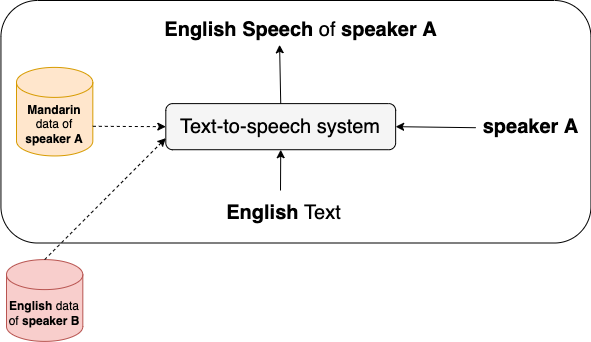 English Speech of speaker A
Mandarin
data of
speaker A
Text-to-speech system
speaker A
English Text
English data
of speaker B